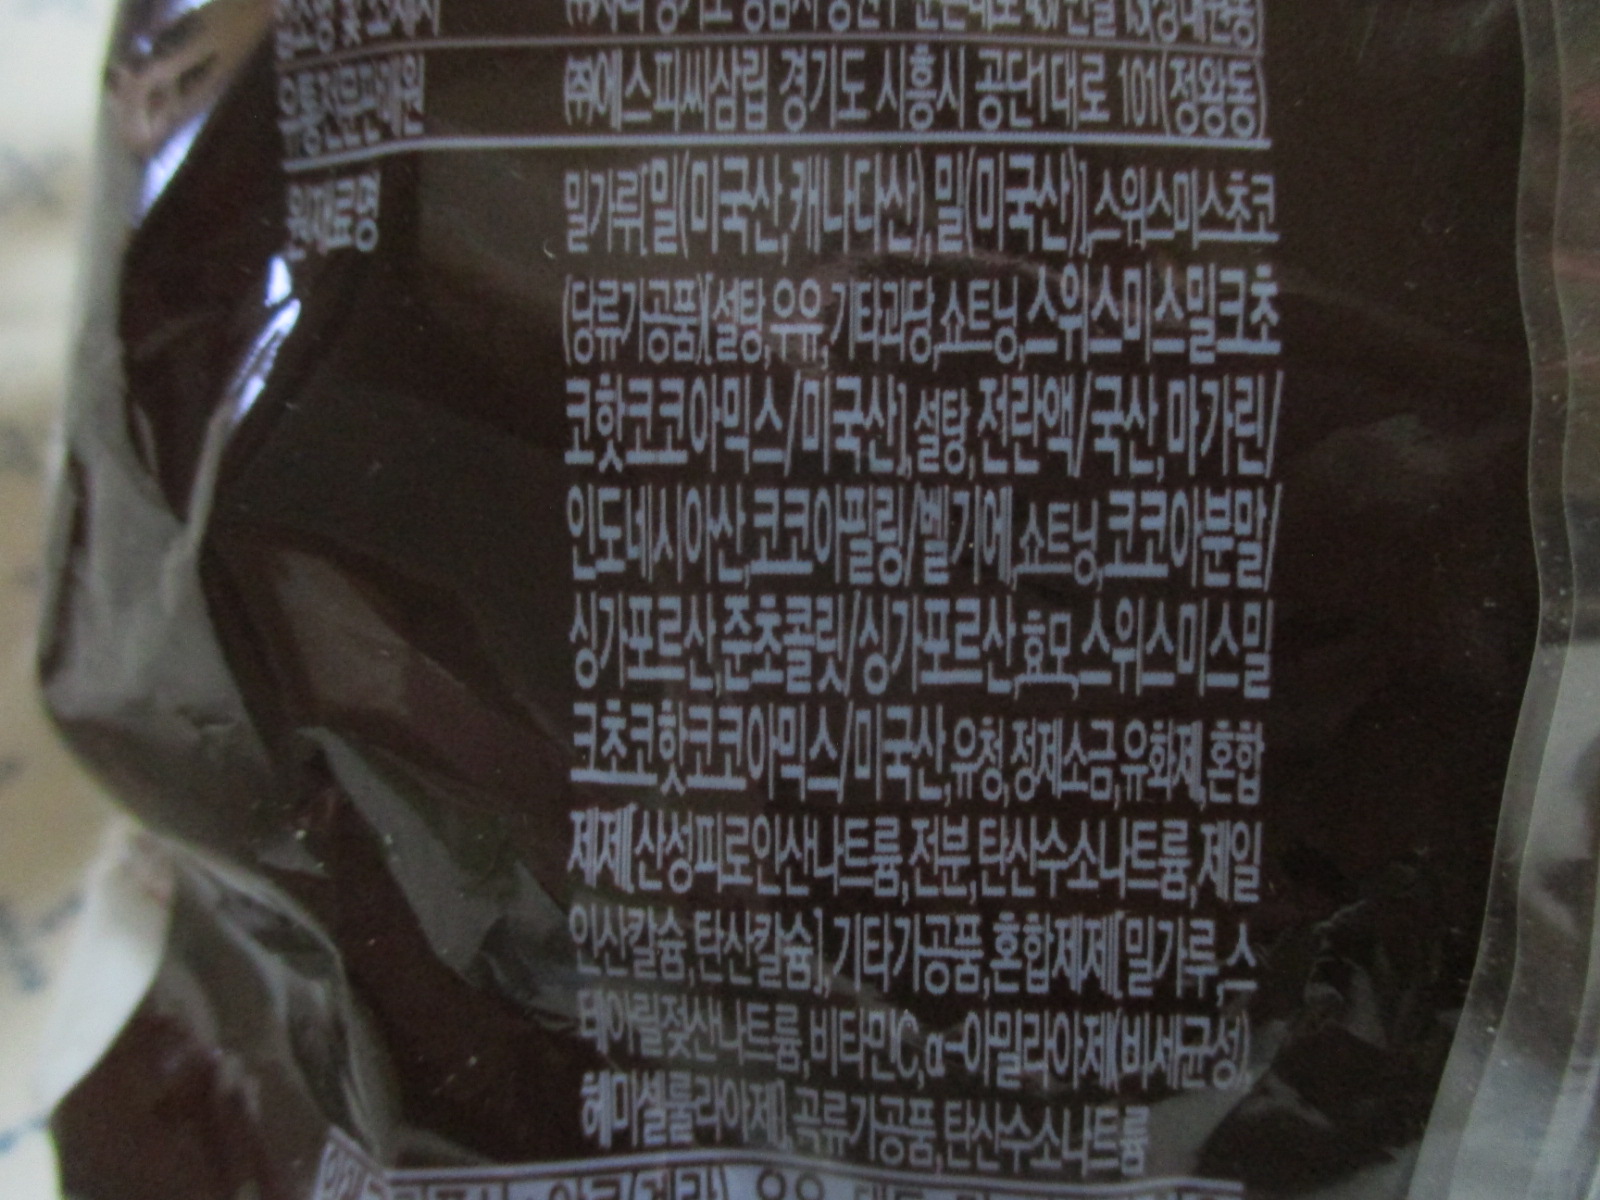 유통전문판매원 ㈜에스피씨삼립 경기도 시흥시 공단1대로 101(정왕동)
원재료명 밀가루[밀(미국산,캐나다산),밀(미국산)],스위스미스초코
(당류가공품)[설탕,우유,기타과당,쇼트닝,스위스미스밀크초
코핫코코아믹스/미국산],설탕,전란액/국산,마가린/
인도네시아산,코코아필링/벨기에,쇼트닝,코코아분말/
싱가포르산,준초콜릿/싱가포르산,효모,스위스미스밀
크초코핫코코아믹스/미국산,유청,정제소금,유화제,혼합
제제[산성피로인산나트륨,전분,탄산수소나트륨,제일
인산칼슘,탄산칼슘],기타가공품,혼합제제[밀가루,스
테아릴젖산나트륨,비타민C,α-아밀라아제(비세균성),
헤미셀룰라아제],곡류가공품,탄산수소나트륨